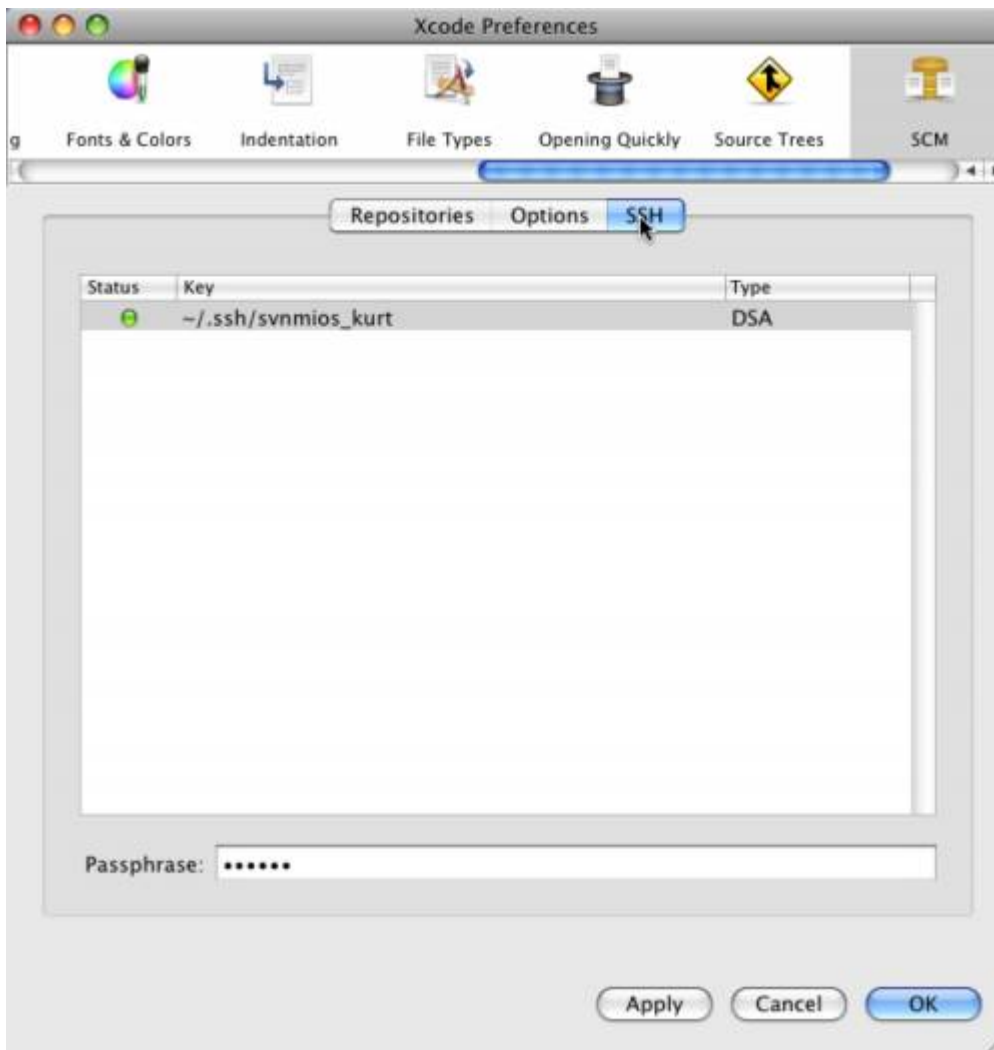 Xcode Preferences
g Fonts & Colors Indentation File Types Opening Quickly Source Trees SCM
Repositories Options SSH
Status Key Type
~/.ssh/svnmios_kurt DSA
Passphrase: ••••••
Apply Cancel OK